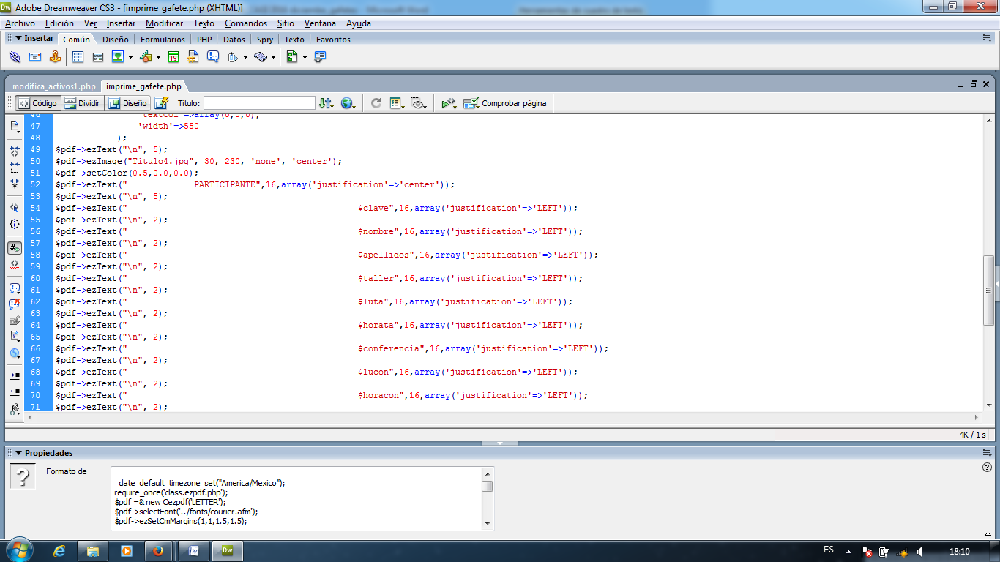 Adobe Dreamweaver CS3 - [imprime_gafete.php (XHTML)]
Archivo Edición Ver Insertar Modificar Texto Comandos Sitio Ventana Ayuda
Insertar Común Diseño Formularios PHP Datos Spry Texto Favoritos
modifica_activos1.php imprime_gafete.php
Código Dividir Diseño Título: Comprobar página
46 'textCol'=>array(0,0,0),
47 'width'=>550
48 );
49 $pdf->ezText("\n", 5);
50 $pdf->ezImage("Titulo4.jpg", 30, 230, 'none', 'center');
51 $pdf->setColor(0.5,0.0,0.0);
52 $pdf->ezText(" PARTICIPANTE",16,array('justification'=>'center'));
53 $pdf->ezText("\n", 5);
54 $pdf->ezText(" $clave",16,array('justification'=>'LEFT'));
55 $pdf->ezText("\n", 2);
56 $pdf->ezText(" $nombre",16,array('justification'=>'LEFT'));
57 $pdf->ezText("\n", 2);
58 $pdf->ezText(" $apellidos",16,array('justification'=>'LEFT'));
59 $pdf->ezText("\n", 2);
60 $pdf->ezText(" $taller",16,array('justification'=>'LEFT'));
61 $pdf->ezText("\n", 2);
62 $pdf->ezText(" $luta",16,array('justification'=>'LEFT'));
63 $pdf->ezText("\n", 2);
64 $pdf->ezText(" $horata",16,array('justification'=>'LEFT'));
65 $pdf->ezText("\n", 2);
66 $pdf->ezText(" $conferencia",16,array('justification'=>'LEFT'));
67 $pdf->ezText("\n", 2);
68 $pdf->ezText(" $lucon",16,array('justification'=>'LEFT'));
69 $pdf->ezText("\n", 2);
70 $pdf->ezText(" $horacon",16,array('justification'=>'LEFT'));
71 $pdf->ezText("\n", 2);
4K / 1 s
Propiedades
Formato de
date_default_timezone_set("America/Mexico");
require_once('class.ezpdf.php');
$pdf =& new Cezpdf('LETTER');
$pdf->selectFont('../fonts/courier.afm');
$pdf->ezSetCmMargins(1,1,1.5,1.5);
ES 18:10